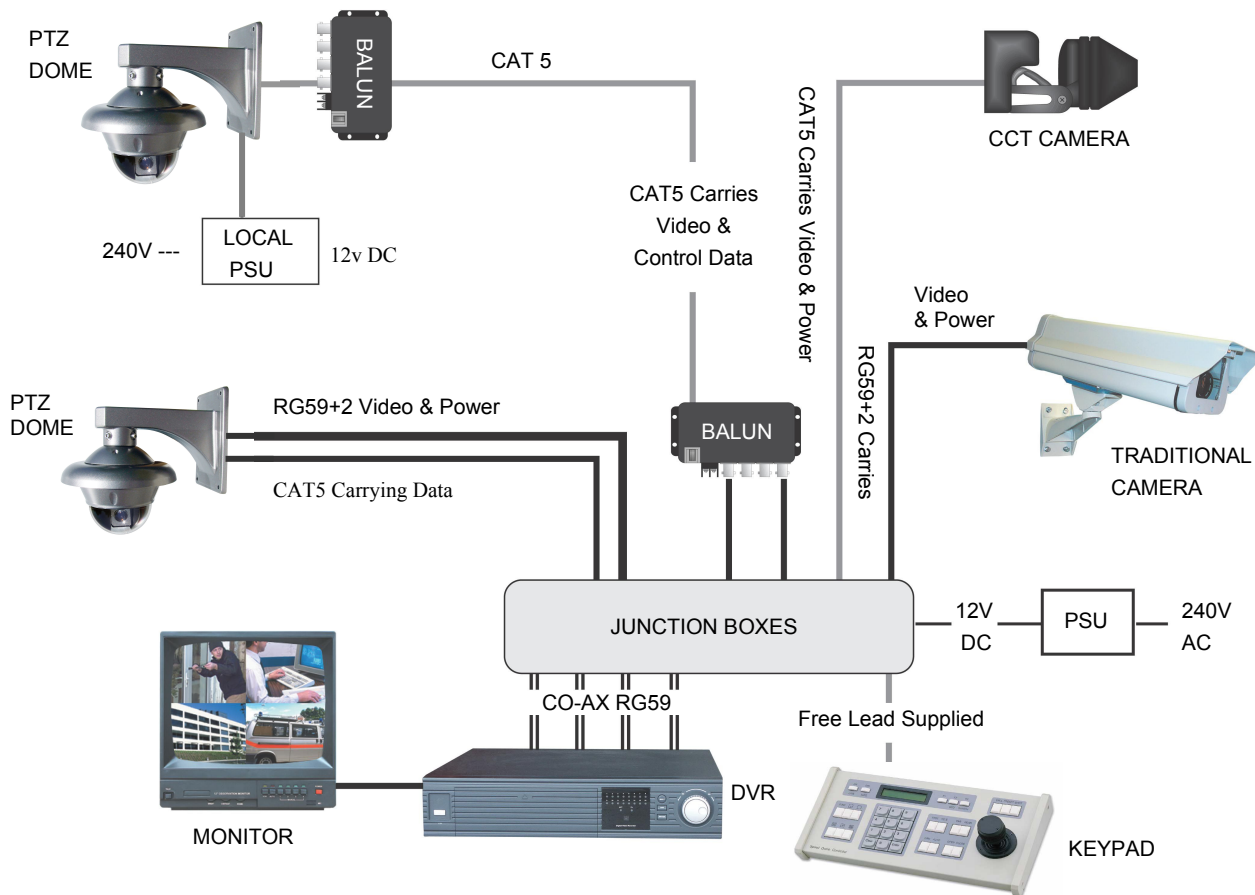 PTZ
DOME
BALUN
CAT 5
CCT CAMERA
CAT5 Carries Video & Power
CAT5 Carries
Video &
Control Data
240V ---
LOCAL
PSU
12v DC
Video
& Power
RG59+2 Carries
TRADITIONAL
CAMERA
PTZ
DOME
RG59+2 Video & Power
CAT5 Carrying Data
BALUN
JUNCTION BOXES
12V
DC
PSU
240V
AC
CO-AX RG59
Free Lead Supplied
DVR
MONITOR
KEYPAD